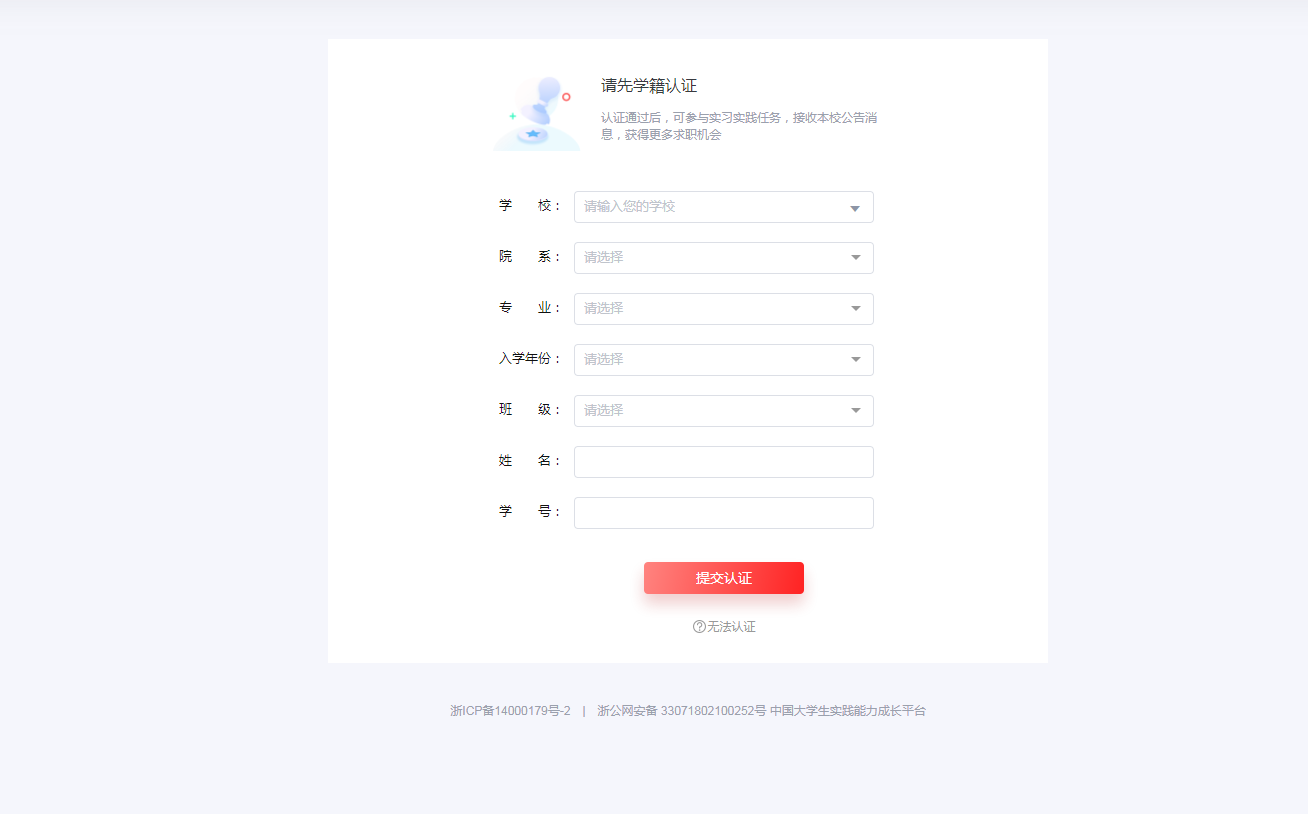 请先学籍认证
认证通过后，可参与实习实践任务，接收本校公告消
息，获得更多求职机会
学 校： 请输入您的学校
院 系： 请选择
专 业： 请选择
入学年份： 请选择
班 级： 请选择
姓 名：
学 号：
提交认证
?无法认证
浙ICP备14000179号-2 | 浙公网安备 33071802100252号 中国大学生实践能力成长平台